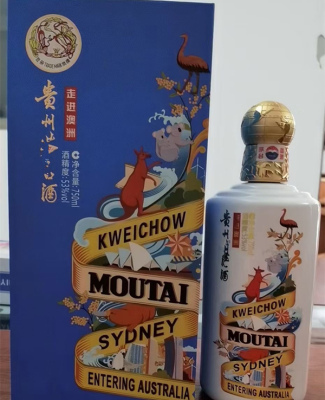 走进澳洲
贵州茅台酒
净含量:750ml
酒精度:53%vol
KWEICHOW
MOUTAI
SYDNEY
ENTERING AUSTRALIA
贵州茅台酒
KWEICHOW
MOUTAI
SYDNEY
ENTERING AUSTRALIA